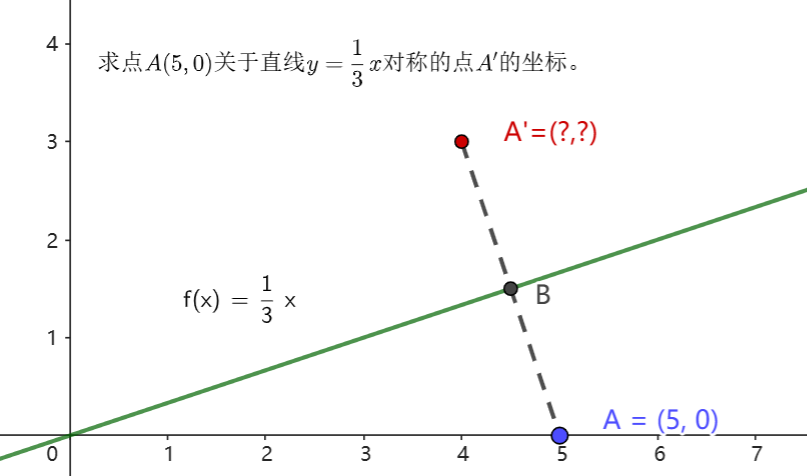 4
求点A(5,0)关于直线y = 1/3 x对称的点A′的坐标。
3
A'=(?,?)
2
B
f(x) = 1/3 x
1
A = (5, 0)
0 1 2 3 4 5 6 7